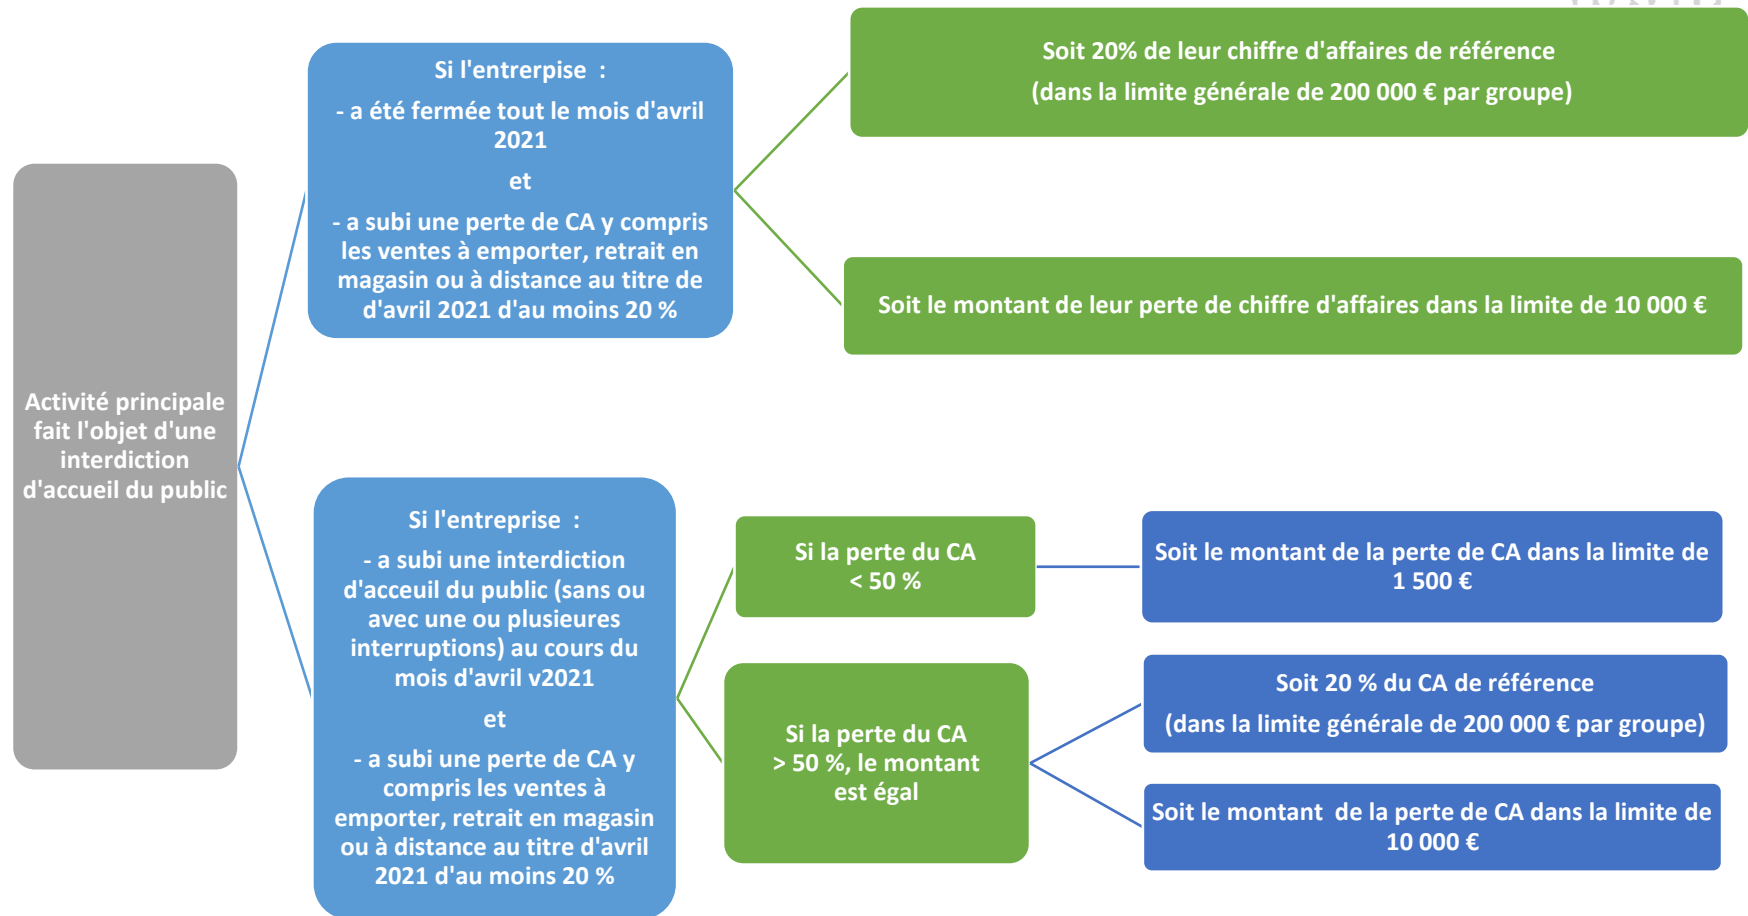 Activité principale
fait l'objet d'une
interdiction
d'accueil du public
Si l'entrerpise :
- a été fermée tout le mois d'avril
2021
et
- a subi une perte de CA y compris
les ventes à emporter, retrait en
magasin ou à distance au titre de
d'avril 2021 d'au moins 20 %
Soit 20% de leur chiffre d'affaires de référence
(dans la limite générale de 200 000 € par groupe)
Soit le montant de leur perte de chiffre d'affaires dans la limite de 10 000 €
Si l'entreprise :
- a subi une interdiction
d'acceuil du public (sans ou
avec une ou plusieures
interruptions) au cours du
mois d'avril v2021
et
- a subi une perte de CA y
compris les ventes à
emporter, retrait en magasin
ou à distance au titre d'avril
2021 d'au moins 20 %
Si la perte du CA
< 50 %
Soit le montant de la perte de CA dans la limite de
1 500 €
Si la perte du CA
> 50 %, le montant
est égal
Soit 20 % du CA de référence
(dans la limite générale de 200 000 € par groupe)
Soit le montant de la perte de CA dans la limite de
10 000 €